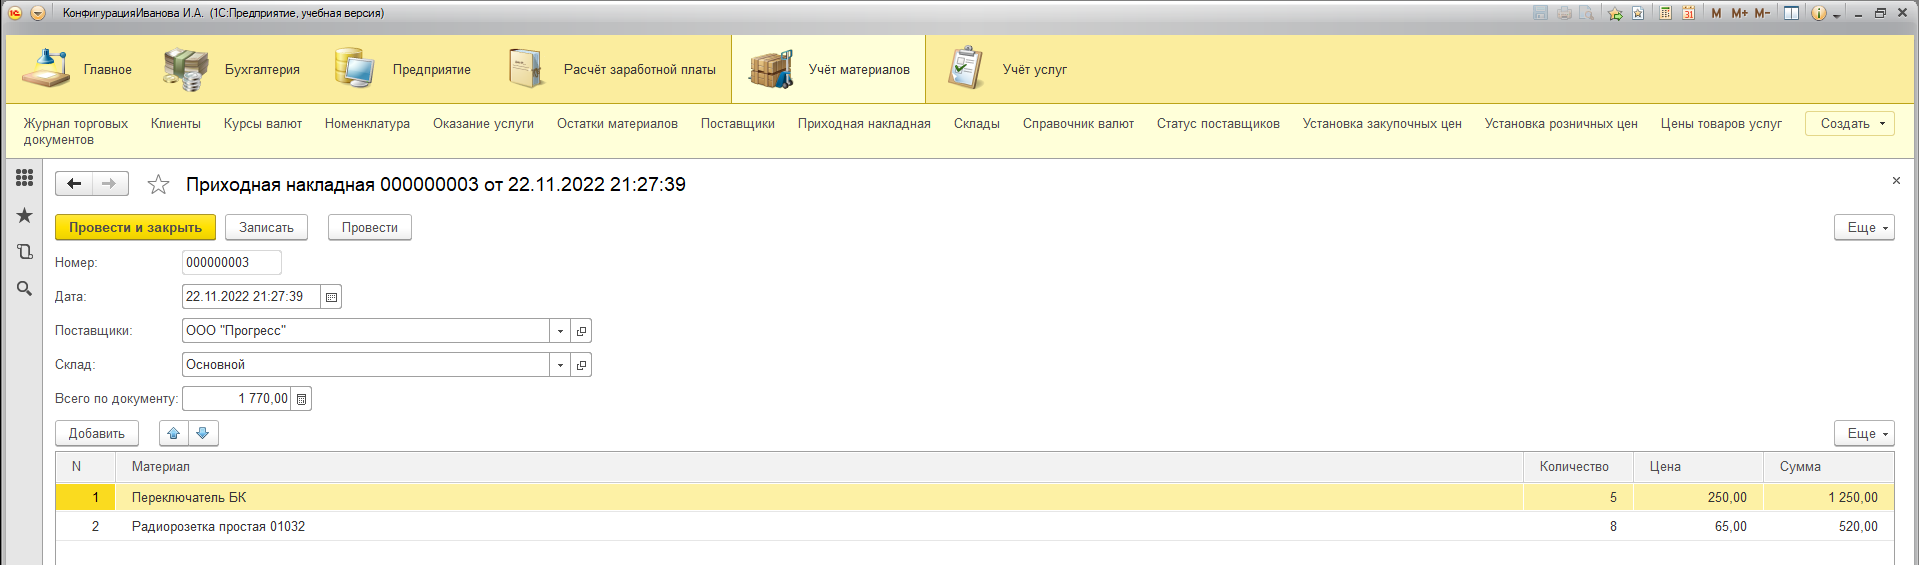 КонфигурацияИванова И.А. (1С:Предприятие, учебная версия)
M M+ M-
Главное
Бухгалтерия
Предприятие
Расчёт заработной платы
Учёт материалов
Учёт услуг
Журнал торговых документов
Клиенты
Курсы валют
Номенклатура
Оказание услуги
Остатки материалов
Поставщики
Приходная накладная
Склады
Справочник валют
Статус поставщиков
Установка закупочных цен
Установка розничных цен
Цены товаров услуг
Создать
Приходная накладная 000000003 от 22.11.2022 21:27:39
Провести и закрыть
Записать
Провести
Еще
Номер: 000000003
Дата: 22.11.2022 21:27:39
Поставщики: ООО "Прогресс"
Склад: Основной
Всего по документу: 1 770,00
Добавить
Еще
N Материал Количество Цена Сумма
1 Переключатель БК 5 250,00 1 250,00
2 Радиорозетка простая 01032 8 65,00 520,00